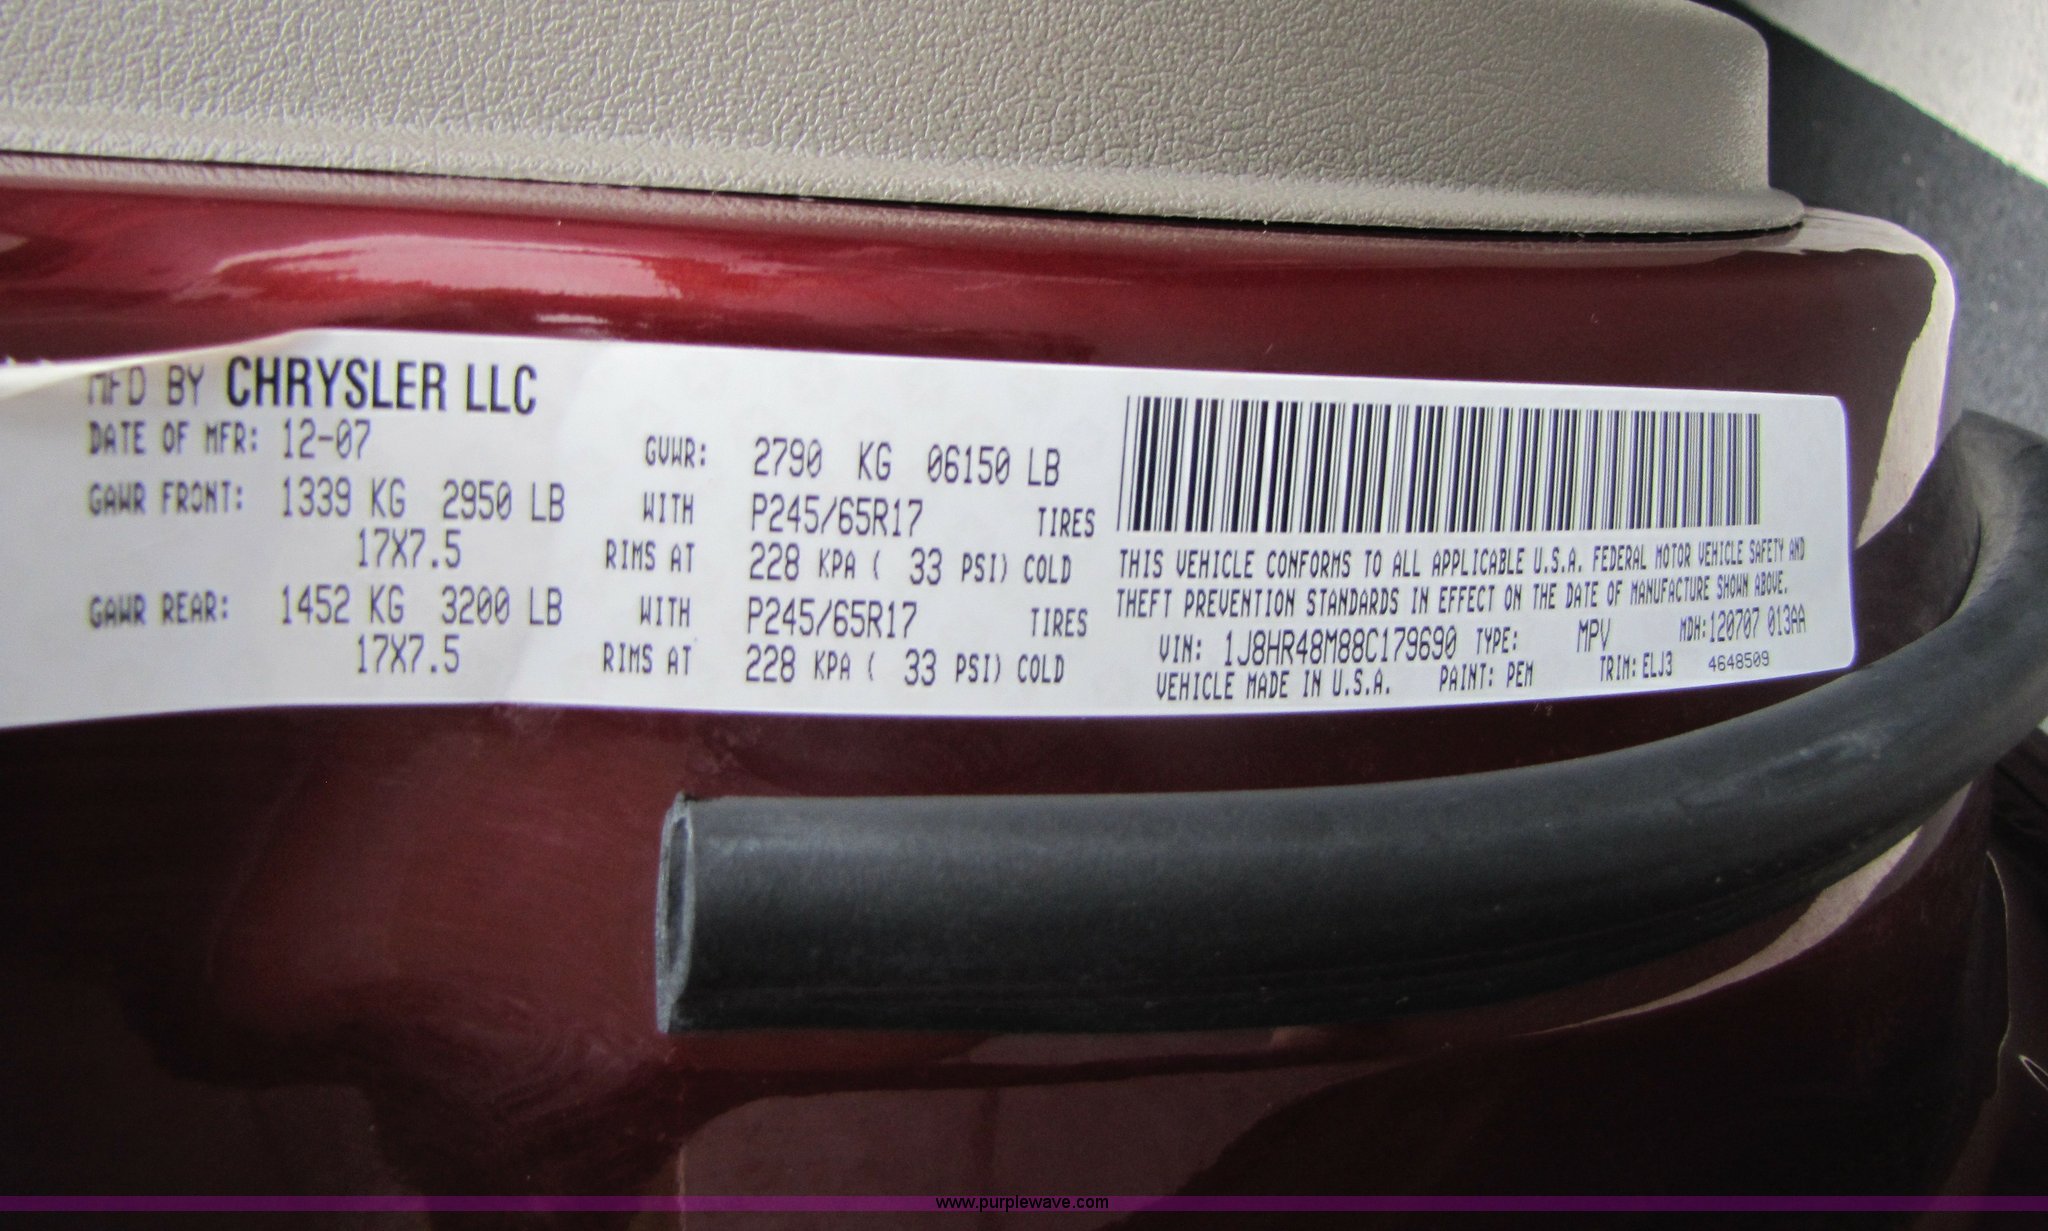 MFD BY CHRYSLER LLC
DATE OF MFR: 12-07 GVWR: 2790 KG 06150 LB
GAWR FRONT: 1339 KG 2950 LB WITH P245/65R17 TIRES
17X7.5 RIMS AT 228 KPA ( 33 PSI) COLD
GAWR REAR: 1452 KG 3200 LB WITH P245/65R17 TIRES
17X7.5 RIMS AT 228 KPA ( 33 PSI) COLD
THIS VEHICLE CONFORMS TO ALL APPLICABLE U.S.A. FEDERAL MOTOR VEHICLE SAFETY AND
THEFT PREVENTION STANDARDS IN EFFECT ON THE DATE OF MANUFACTURE SHOWN ABOVE.
VIN: 1J8HR48M88C179690 TYPE: MPV MDH:120707 013AA
VEHICLE MADE IN U.S.A. PAINT: PEM TRIM: ELJ3 4648509
www.purplewave.com